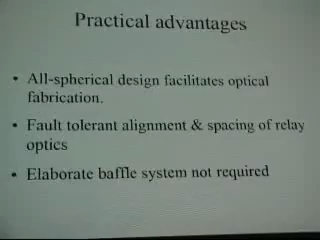 Practical advantages
• All-spherical design facilitates optical
fabrication.
• Fault tolerant alignment & spacing of relay
optics
• Elaborate baffle system not required